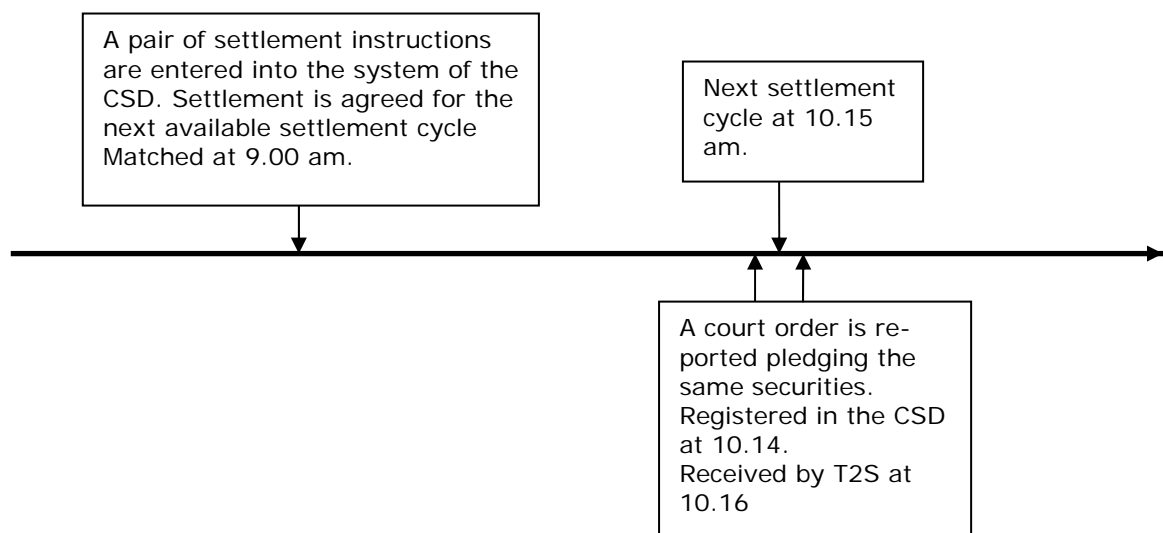 A pair of settlement instructions
are entered into the system of the
CSD. Settlement is agreed for the
next available settlement cycle
Matched at 9.00 am.
Next settlement
cycle at 10.15
am.
A court order is re-
ported pledging the
same securities.
Registered in the CSD
at 10.14.
Received by T2S at
10.16